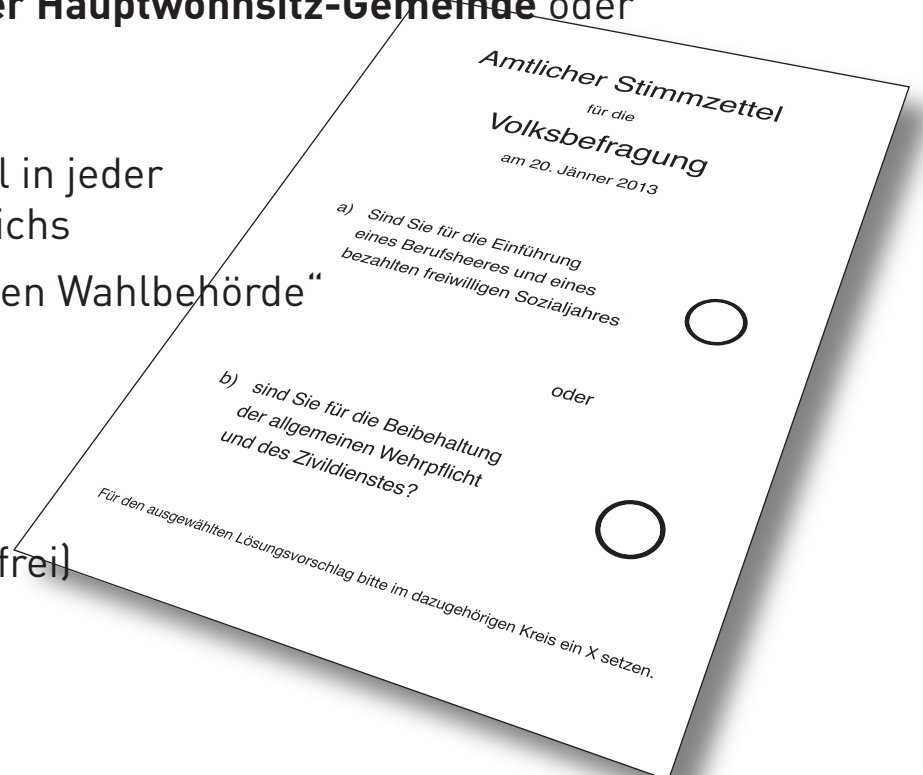 er Hauptwohnsitz-Gemeinde oder
l in jeder
ichs
en Wahlbehörde“
frei)
Amtlicher Stimmzettel
für die
Volksbefragung
am 20. Jänner 2013
a) Sind Sie für die Einführung
eines Berufsheeres und eines
bezahlten freiwilligen Sozialjahres
oder
b) sind Sie für die Beibehaltung
der allgemeinen Wehrpflicht
und des Zivildienstes?
Für den ausgewählten Lösungsvorschlag bitte im dazugehörigen Kreis ein X setzen.